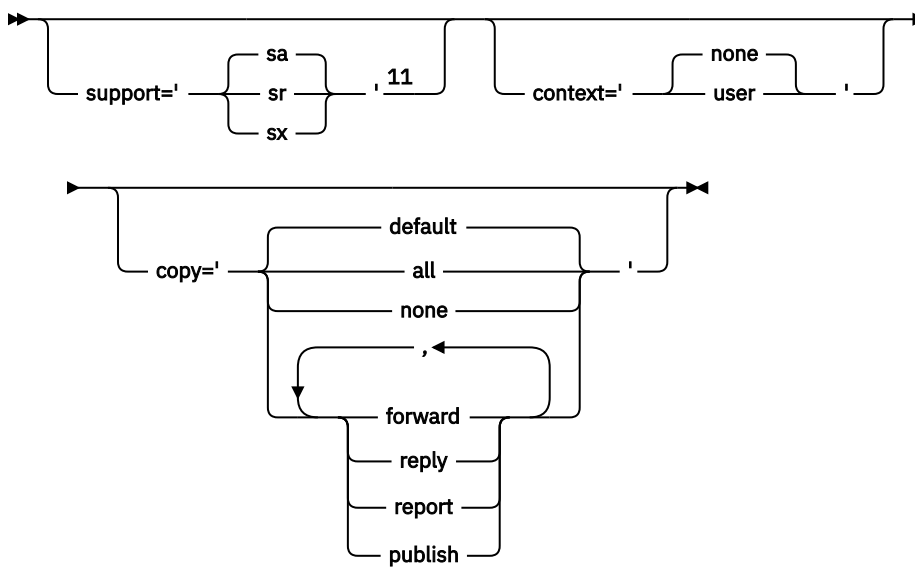 sa none
support=' sr ' 11 context=' user '
sx
default
copy=' all '
none
,
forward
reply
report
publish